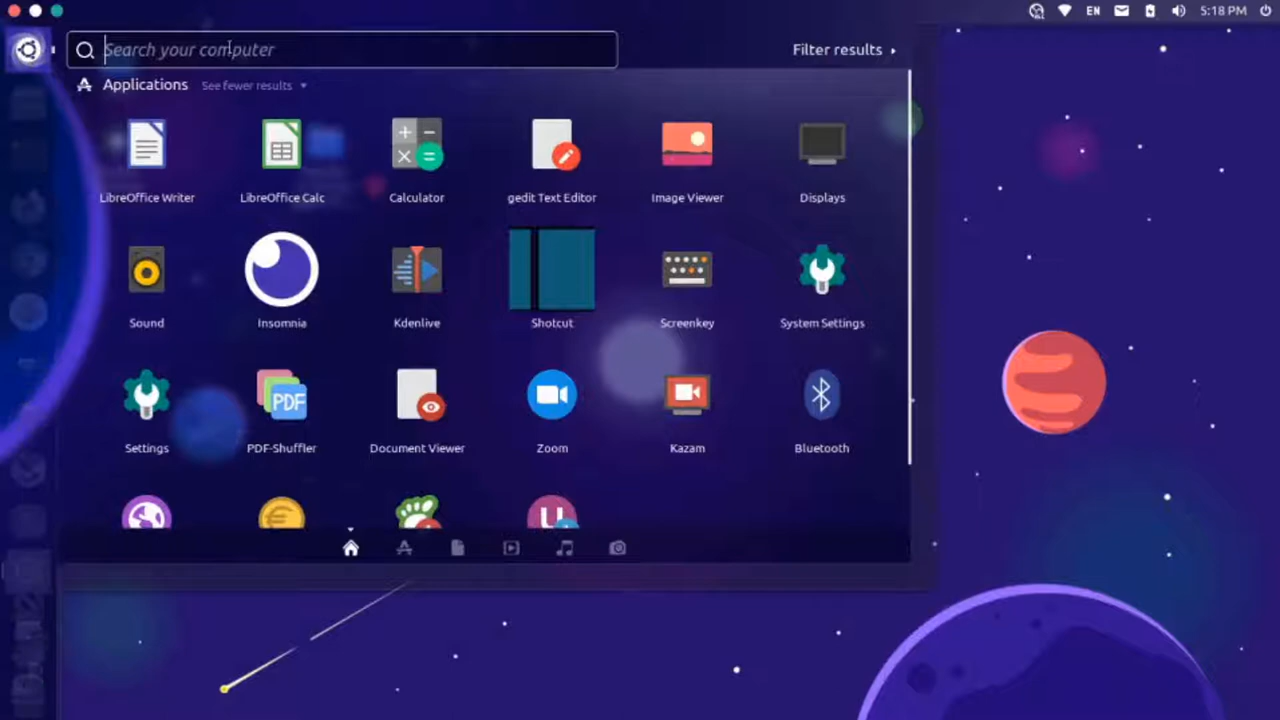 EN 5:18 PM
Search your computer
Filter results
Applications See fewer results
LibreOffice Writer LibreOffice Calc Calculator gedit Text Editor Image Viewer Displays
Sound Insomnia Kdenlive Shotcut Screenkey System Settings
PDF
Settings PDF-Shuffler Document Viewer Zoom Kazam Bluetooth